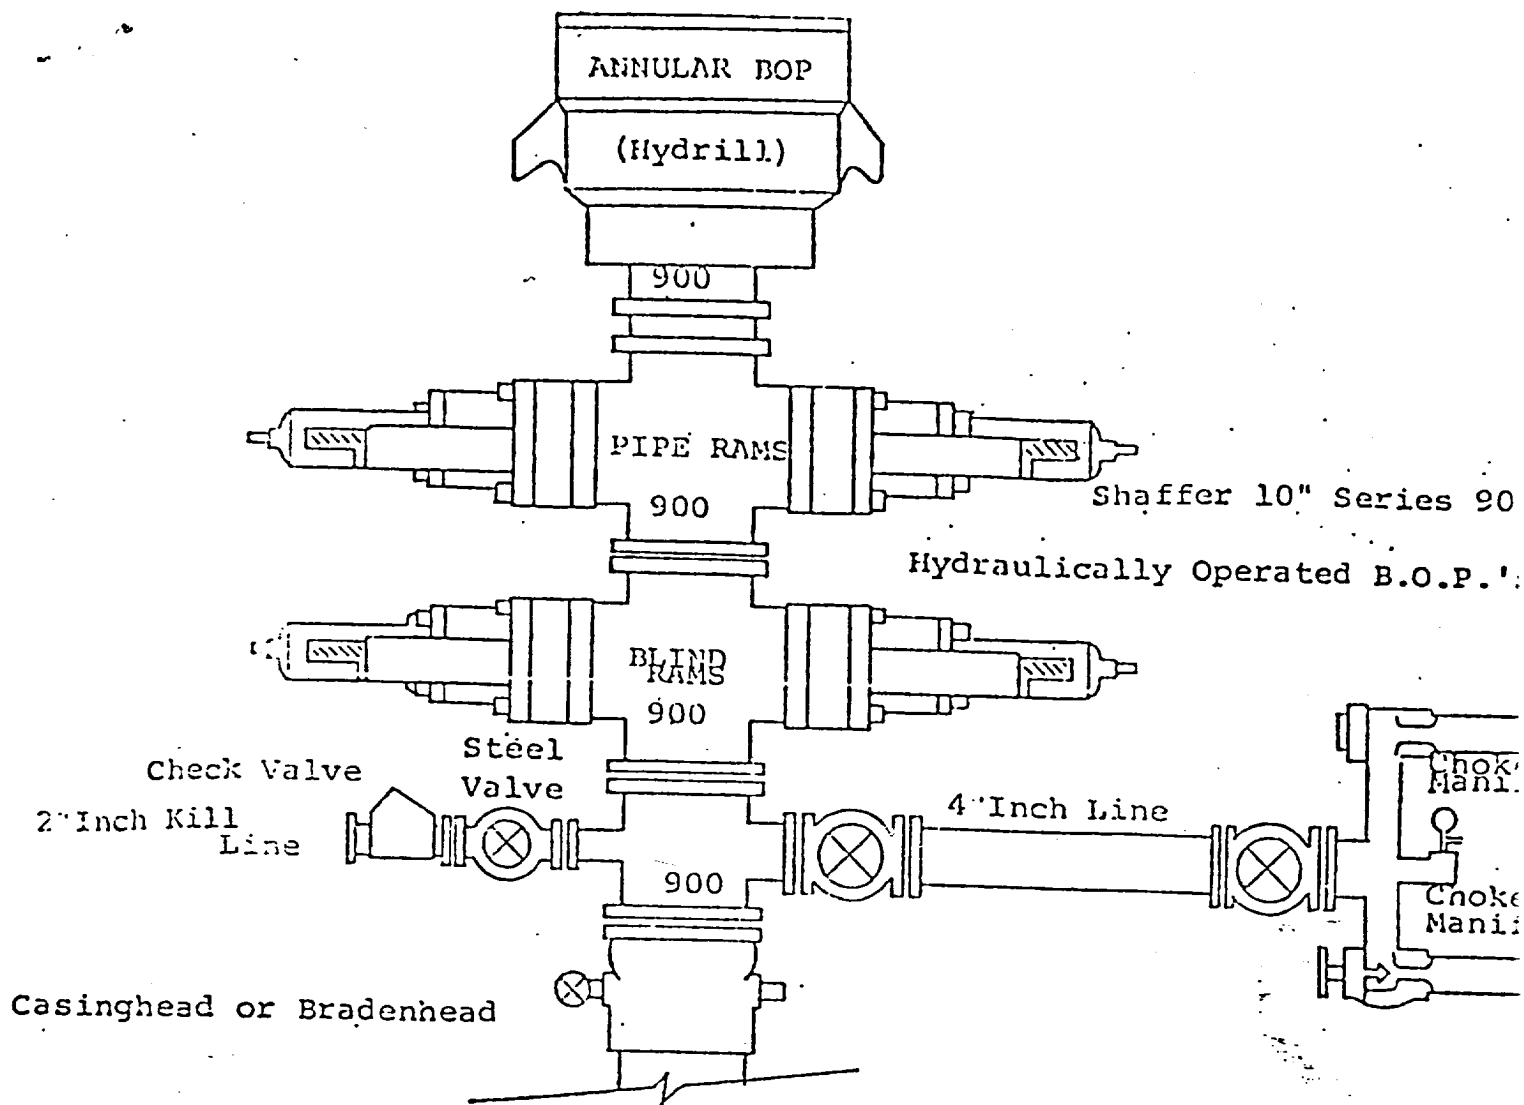 ANNULAR BOP
(Hydrill)
900
PIPE RAMS
900
Shaffer 10" Series 90
Hydraulically Operated B.O.P.'s
BLIND
RAMS
900
Steel
Valve
Check Valve
2"Inch Kill
Line
4"Inch Line
900
Choke
Casinghead or Bradenhead